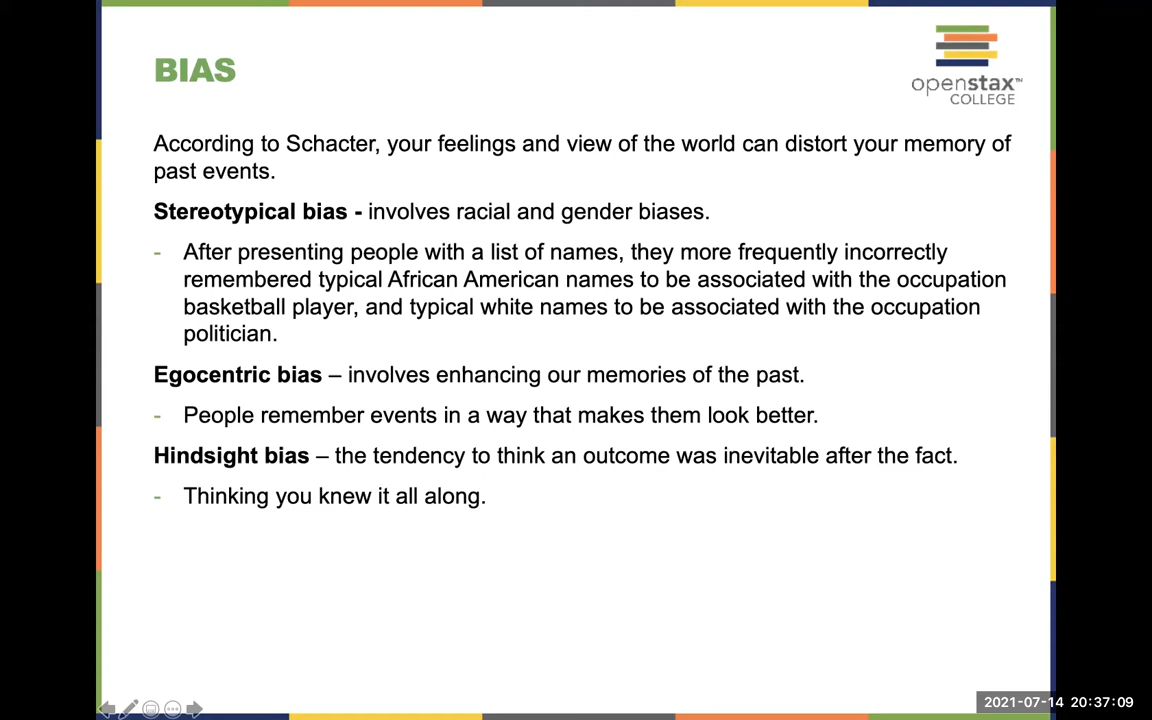 BIAS
openstax™
COLLEGE
According to Schacter, your feelings and view of the world can distort your memory of
past events.
Stereotypical bias - involves racial and gender biases.
- After presenting people with a list of names, they more frequently incorrectly
remembered typical African American names to be associated with the occupation
basketball player, and typical white names to be associated with the occupation
politician.
Egocentric bias – involves enhancing our memories of the past.
- People remember events in a way that makes them look better.
Hindsight bias – the tendency to think an outcome was inevitable after the fact.
- Thinking you knew it all along.
2021-07-14 20:37:09